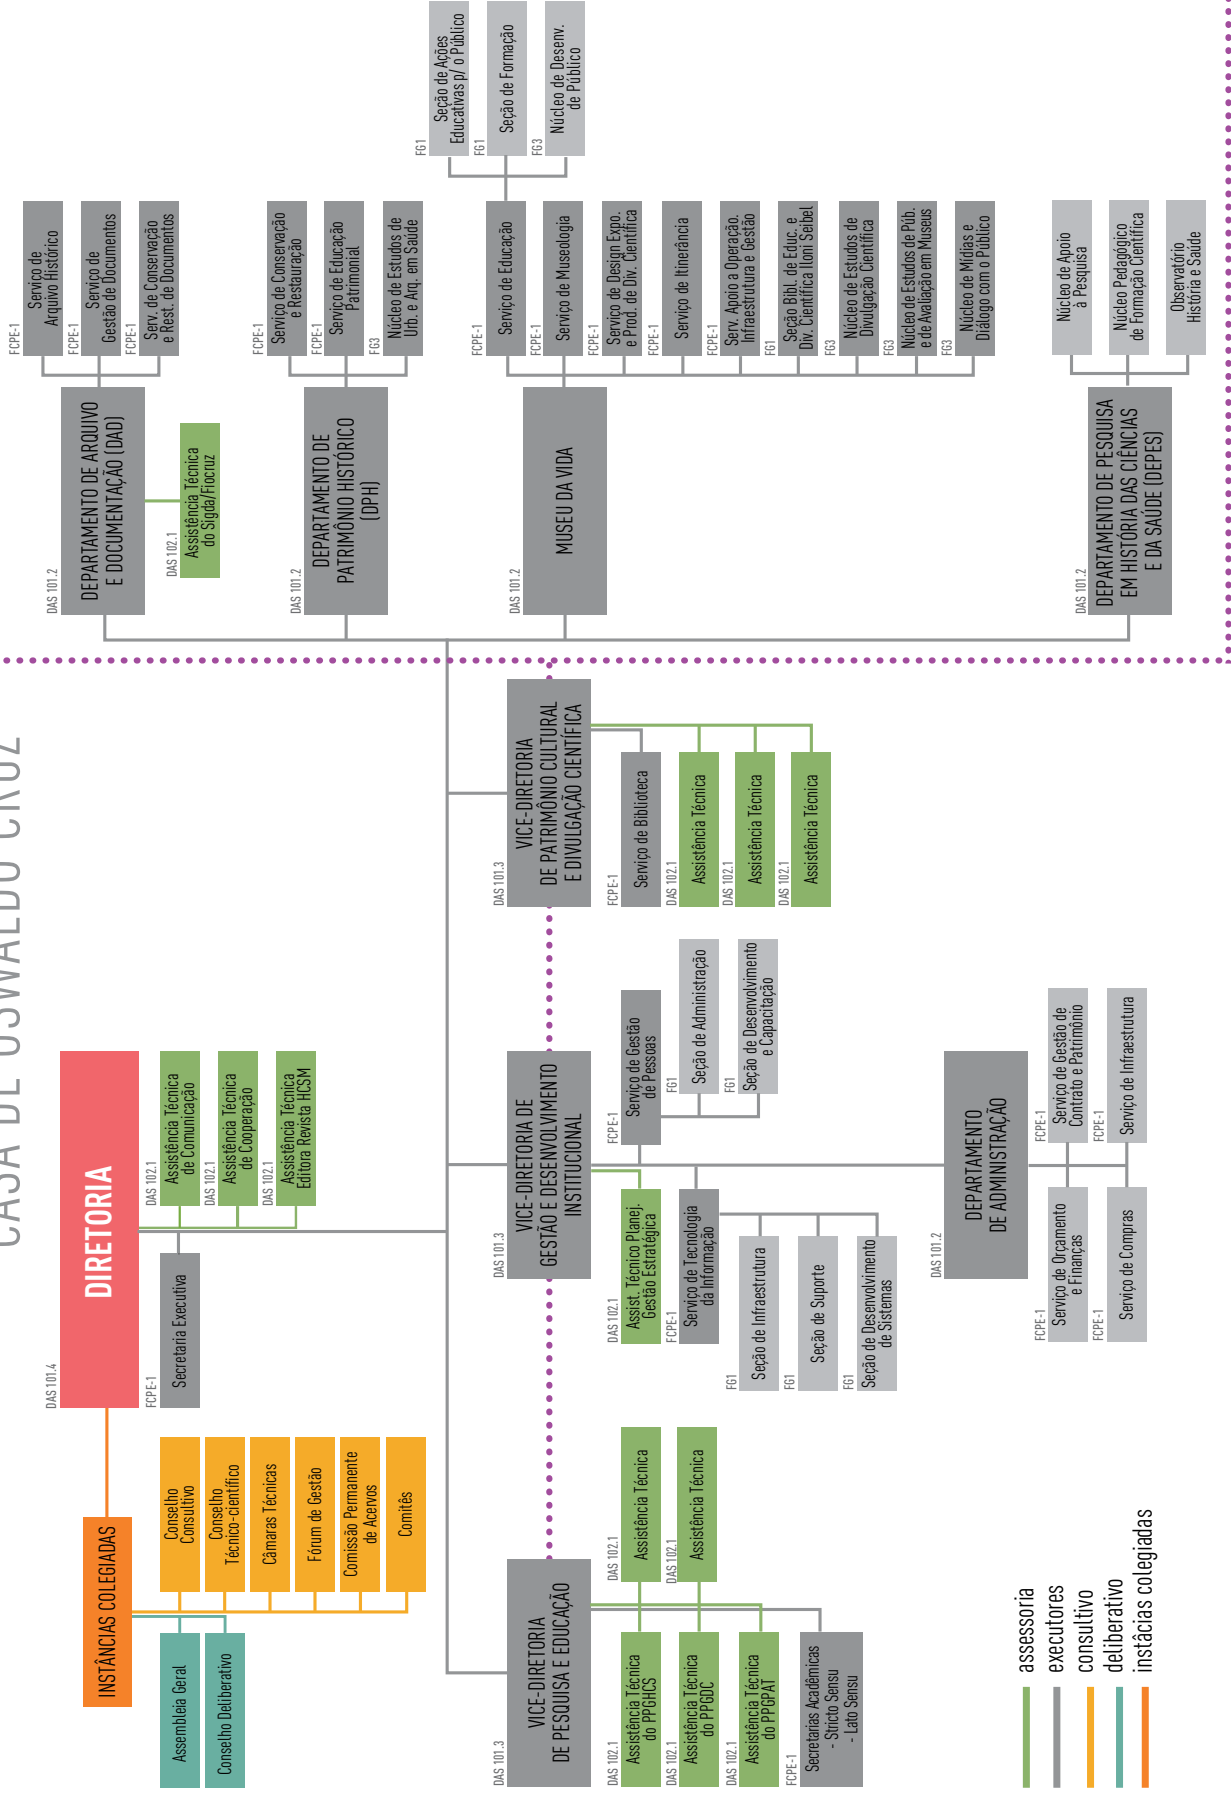 CASA DE OSWALDO CRUZ
DAS 101.4
DIRETORIA
INSTÂNCIAS COLEGIADAS
Assembleia Geral
Conselho Deliberativo
Conselho
Consultivo
Conselho
Técnico-científico
Câmaras Técnicas
Fórum de Gestão
Comissão Permanente
de Acervos
Comitês
FCPE-1
Secretaria Executiva
DAS 102.1
Assistência Técnica
de Comunicação
DAS 102.1
Assistência Técnica
de Cooperação
DAS 102.1
Assistência Técnica
Editora Revista HCSM
DAS 101.3
VICE-DIRETORIA
DE PESQUISA E EDUCAÇÃO
DAS 102.1
Assistência Técnica
do PPGHCS
DAS 102.1
Assistência Técnica
do PPGDC
DAS 102.1
Assistência Técnica
do PPGPAT
FCPE-1
Secretarias Acadêmicas
- Stricto Sensu
- Lato Sensu
DAS 102.1
Assistência Técnica
DAS 102.1
Assistência Técnica
DAS 101.3
VICE-DIRETORIA DE
GESTÃO E DESENVOLVIMENTO
INSTITUCIONAL
DAS 102.1
Assist. Técnico Planej.
Gestão Estratégica
FCPE-1
Serviço de Tecnologia
da Informação
FG1
Seção de Infraestrutura
FG1
Seção de Suporte
FG1
Seção de Desenvolvimento
de Sistemas
FCPE-1
Serviço de Gestão
de Pessoas
FG1
Seção de Administração
FG1
Seção de Desenvolvimento
e Capacitação
DAS 101.2
DEPARTAMENTO
DE ADMINISTRAÇÃO
FCPE-1
Serviço de Orçamento
e Finanças
FCPE-1
Serviço de Compras
FCPE-1
Serviço de Gestão de
Contrato e Patrimônio
FCPE-1
Serviço de Infraestrutura
DAS 101.3
VICE-DIRETORIA
DE PATRIMÔNIO CULTURAL
E DIVULGAÇÃO CIENTÍFICA
FCPE-1
Serviço de Biblioteca
DAS 102.1
Assistência Técnica
DAS 102.1
Assistência Técnica
DAS 102.1
Assistência Técnica
DAS 101.2
DEPARTAMENTO DE ARQUIVO
E DOCUMENTAÇÃO (DAD)
DAS 102.1
Assistência Técnica
do Sigda/Fiocruz
FCPE-1
Serviço de
Arquivo Histórico
FCPE-1
Serviço de
Gestão de Documentos
FCPE-1
Serv. de Conservação
e Rest. de Documentos
DAS 101.2
DEPARTAMENTO DE
PATRIMÔNIO HISTÓRICO
(DPH)
FCPE-1
Serviço de Conservação
e Restauração
FCPE-1
Serviço de Educação
Patrimonial
FG3
Núcleo de Estudos de
Urb. e Arq. em Saúde
DAS 101.2
MUSEU DA VIDA
FCPE-1
Serviço de Educação
FG1
Seção de Ações
Educativas p/ o Público
FG1
Seção de Formação
FG3
Núcleo de Desenv.
de Público
FCPE-1
Serviço de Museologia
FCPE-1
Serviço de Design Expo.
e Prod. de Div. Científica
FCPE-1
Serviço de Itinerância
FCPE-1
Serv. Apoio a Operação.
Infraestrutura e Gestão
FG1
Seção Bibl. de Educ. e
Div. Científica Iloni Seibel
FG3
Núcleo de Estudos de
Divulgação Científica
FG3
Núcleo de Estudos de Púb.
e de Avaliação em Museus
FG3
Núcleo de Mídias e
Diálogo com o Público
DAS 101.2
DEPARTAMENTO DE PESQUISA
EM HISTÓRIA DAS CIÊNCIAS
E DA SAÚDE (DEPES)
Núcleo de Apoio
à Pesquisa
Núcleo Pedagógico
de Formação Científica
Observatório
História e Saúde
assessoria
executores
consultivo
deliberativo
instácias colegiadas